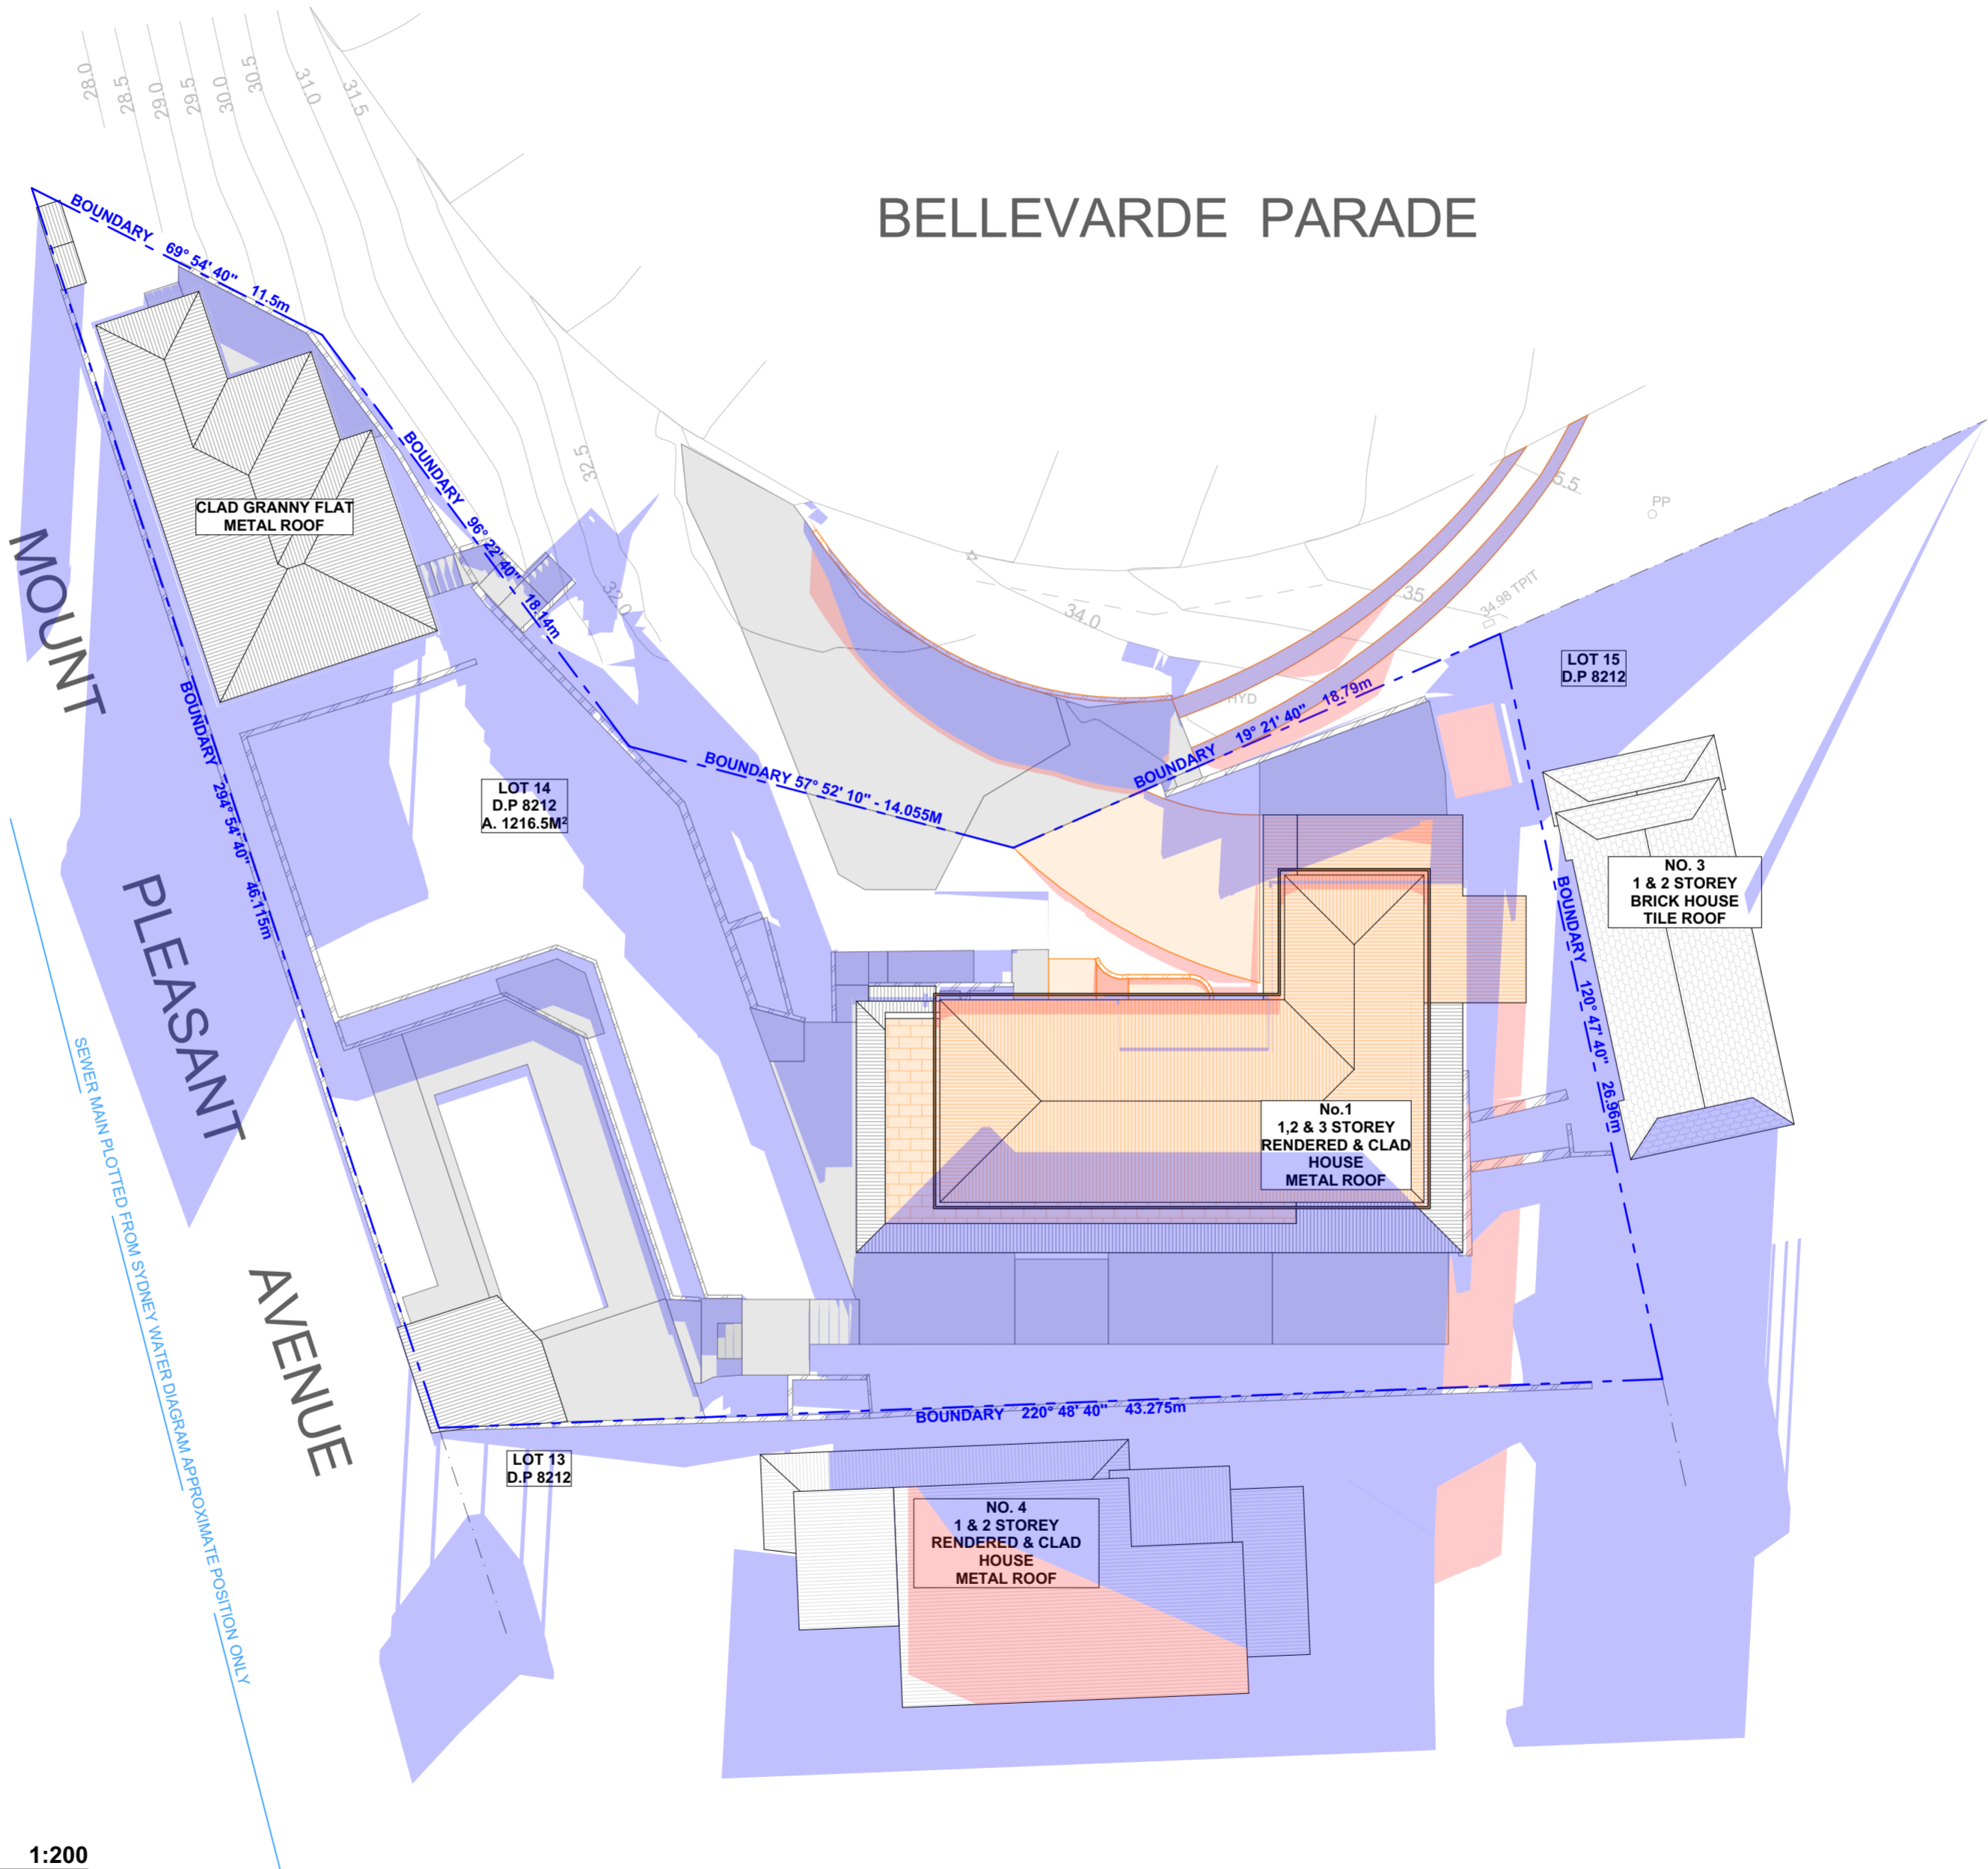 28.0
28.5
29.0
29.5
30.0
30.5
31.0
31.5
BELLEVARDE PARADE
BOUNDARY 69° 54' 40" 11.5m
BOUNDARY 96° 22' 40" 18.14m
32.5
32.0
CLAD GRANNY FLAT
METAL ROOF
MOUNT PLEASANT AVENUE
BOUNDARY 294° 54' 40" 46.115m
LOT 14
D.P 8212
A. 1216.5M²
BOUNDARY 57° 52' 10" - 14.055M
BOUNDARY 19° 21' 40" 18.79m
HYD
34.0
35
5.5
PP
34.98 TPIT
LOT 15
D.P 8212
NO. 3
1 & 2 STOREY
BRICK HOUSE
TILE ROOF
BOUNDARY 120° 47' 40" 26.96m
No.1
1,2 & 3 STOREY
RENDERED & CLAD
HOUSE
METAL ROOF
SEWER MAIN PLOTTED FROM SYDNEY WATER DIAGRAM APPROXIMATE POSITION ONLY
BOUNDARY 220° 48' 40" 43.275m
LOT 13
D.P 8212
NO. 4
1 & 2 STOREY
RENDERED & CLAD
HOUSE
METAL ROOF
1:200